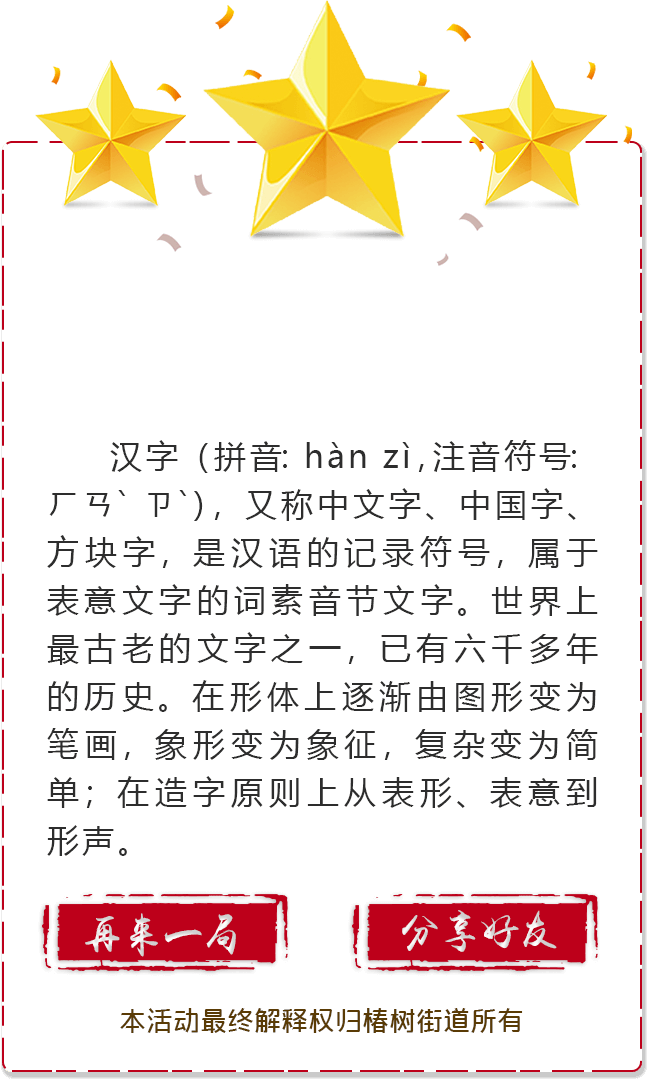 汉字（拼音: hàn zì,注音符号:
ㄏㄢˋ ㄗˋ)，又称中文字、中国字、
方块字，是汉语的记录符号，属于
表意文字的词素音节文字。世界上
最古老的文字之一，已有六千多年
的历史。在形体上逐渐由图形变为
笔画，象形变为象征，复杂变为简
单；在造字原则上从表形、表意到
形声。
再来一局 分享好友
本活动最终解释权归椿树街道所有